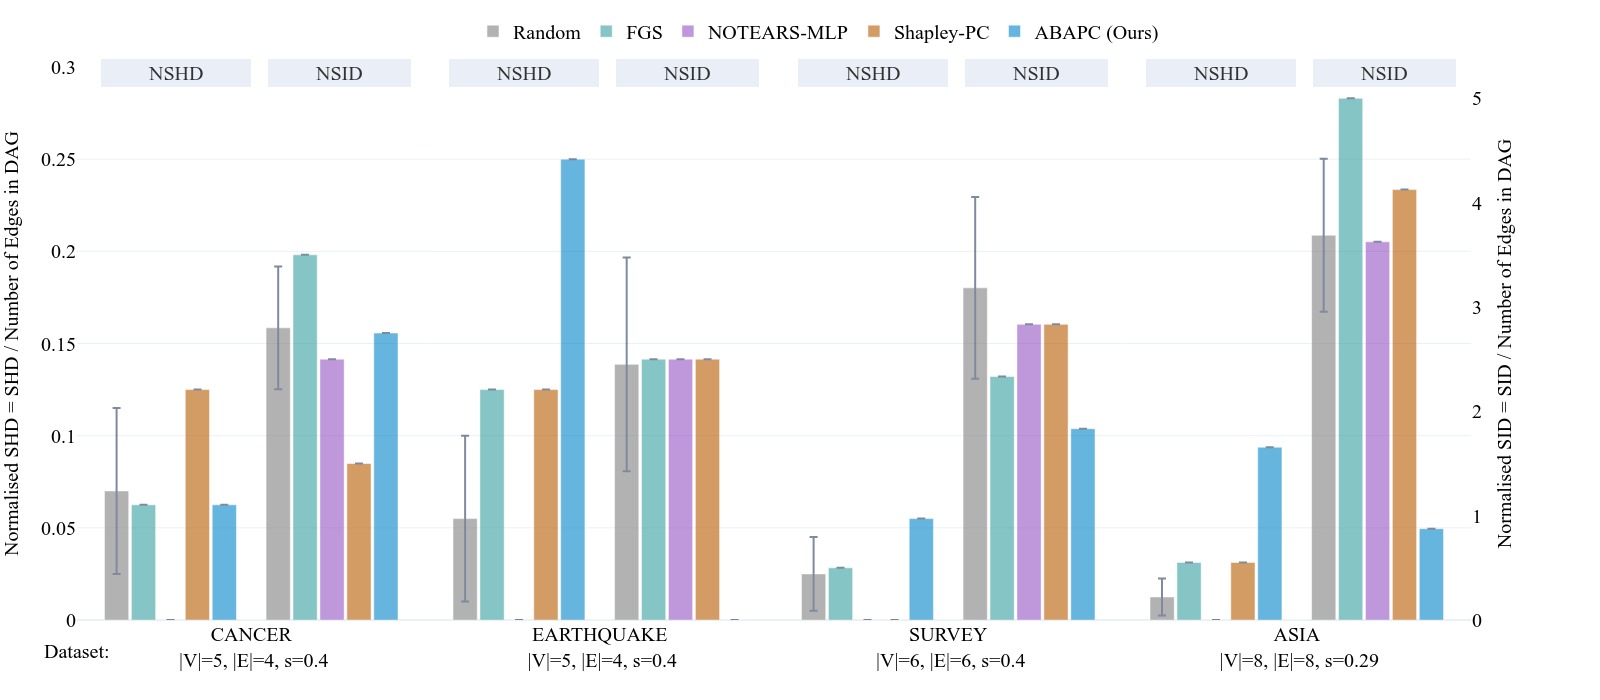 Random FGS NOTEARS-MLP Shapley-PC ABAPC (Ours)
NSHD NSID NSHD NSID NSHD NSID NSHD NSID
Normalised SHD = SHD / Number of Edges in DAG
0.3
0.25
0.2
0.15
0.1
0.05
0
5
4
3
2
1
0
Normalised SID = SID / Number of Edges in DAG
CANCER EARTHQUAKE SURVEY ASIA
Dataset:
|V|=5, |E|=4, s=0.4 |V|=5, |E|=4, s=0.4 |V|=6, |E|=6, s=0.4 |V|=8, |E|=8, s=0.29